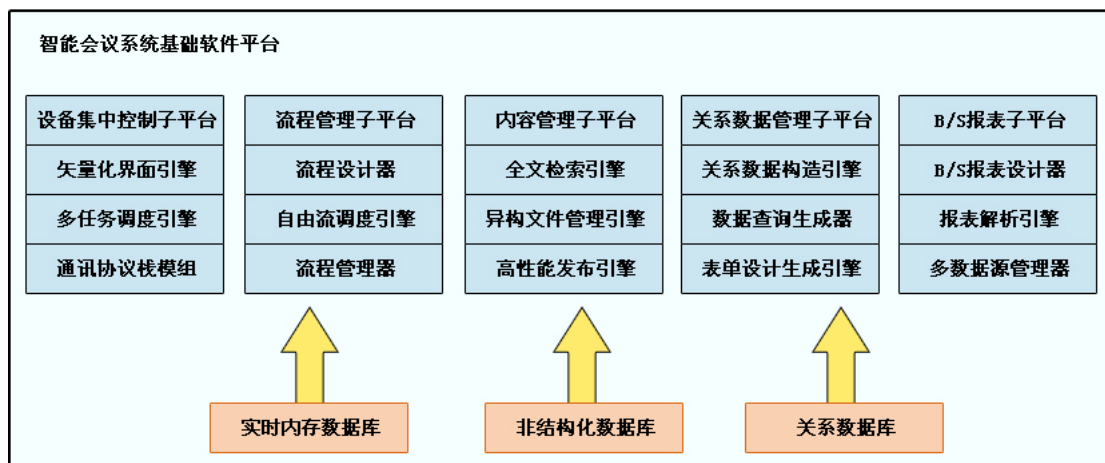 智能会议系统基础软件平台
设备集中控制子平台
矢量化界面引擎
多任务调度引擎
通讯协议栈模组
流程管理子平台
流程设计器
自由流调度引擎
流程管理器
内容管理子平台
全文检索引擎
异构文件管理引擎
高性能发布引擎
关系数据管理子平台
关系数据构造引擎
数据查询生成器
表单设计生成引擎
B/S报表子平台
B/S报表设计器
报表解析引擎
多数据源管理器
实时内存数据库
非结构化数据库
关系数据库